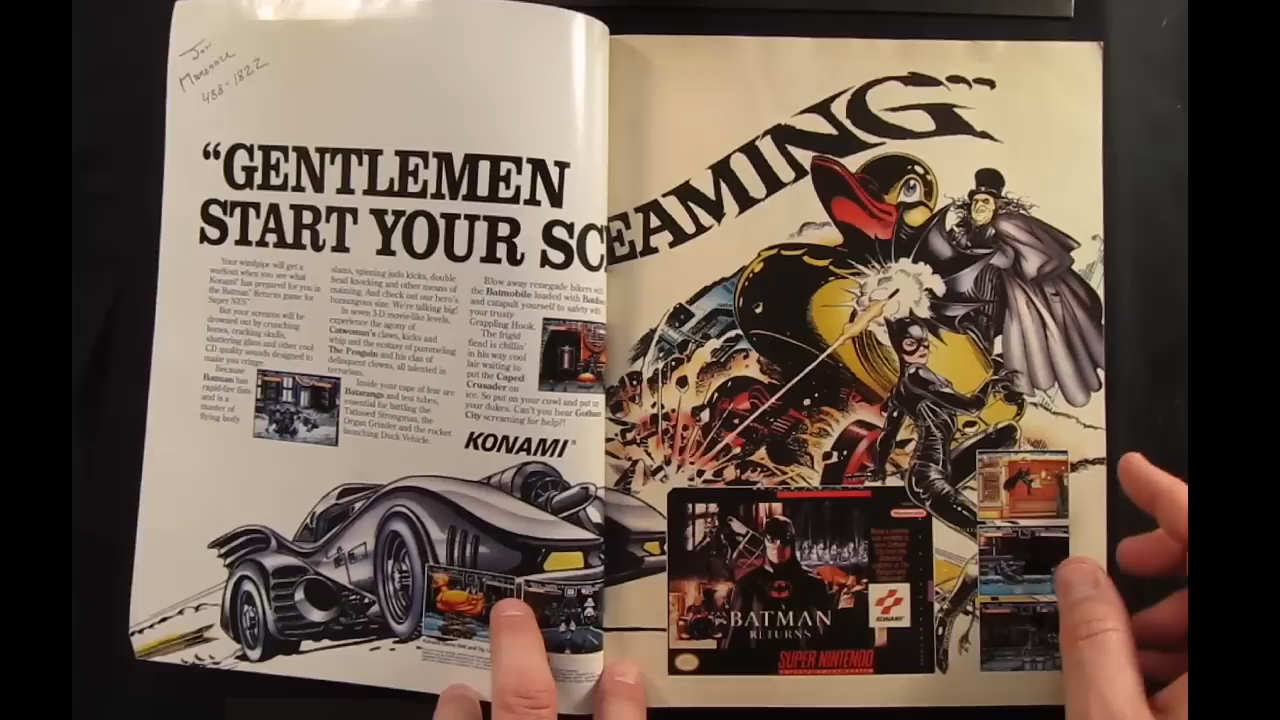 488-1822
“GENTLEMEN
START YOUR SCREAMING”
Your windpipe will get a
workout when you see what
Konami® has prepared for you in
the Batman™ Returns game for
Super NES™
But your screams will be
drowned out by crunching
bones, cracking skulls,
shattering glass and other cool
CD quality sounds designed to
make you cringe.
Because
Batman has
rapid-fire fists
and is a
master of
flying body
slams, spinning judo kicks, double
head knocking and other means of
maiming. And check out our hero's
humungous size. We're talking big!
In seven 3-D movie-like levels,
experience the agony of
Catwoman's claws, kicks and
whip and the ecstasy of pummeling
The Penguin and his clan of
delinquent clowns, all talented in
terrorism.
Inside your cape of fear are
Batarangs and test tubes,
essential for battling the
Tattooed Strongman, the
Organ Grinder and the rocket
launching Duck Vehicle.
Blow away renegade bikers with
the Batmobile loaded with
and catapult yourself to safety with
your trusty
Grappling Hook.
The frigid
fiend is chillin'
in his way cool
lair waiting to
put the Caped
Crusader on
ice. So put on your cowl and put up
your dukes. Can't you hear Gotham
City screaming for help?!
KONAMI®
Nintendo
KONAMI
BATMAN
RETURNS
SUPER NINTENDO